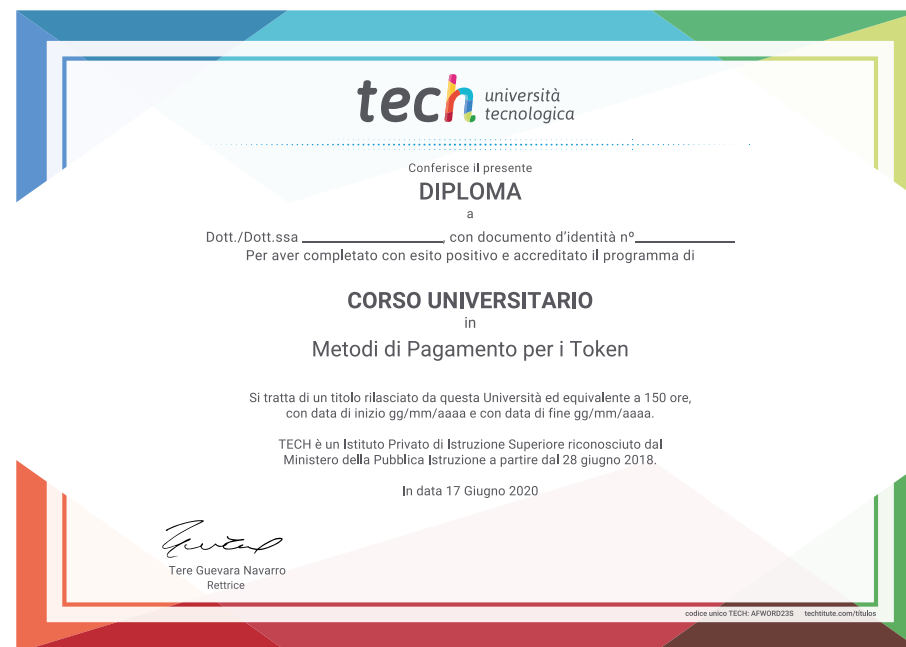 tech università
tecnologica
Conferisce il presente
DIPLOMA
a
Dott./Dott.ssa ____________, con documento d'identità nº____________
Per aver completato con esito positivo e accreditato il programma di
CORSO UNIVERSITARIO
in
Metodi di Pagamento per i Token
Si tratta di un titolo rilasciato da questa Università ed equivalente a 150 ore,
con data di inizio gg/mm/aaaa e con data di fine gg/mm/aaaa.
TECH è un Istituto Privato di Istruzione Superiore riconosciuto dal
Ministero della Pubblica Istruzione a partire dal 28 giugno 2018.
In data 17 Giugno 2020
Tere Guevara Navarro
Rettrice
codice unico TECH: AFWORD23S techtitute.com/títulos